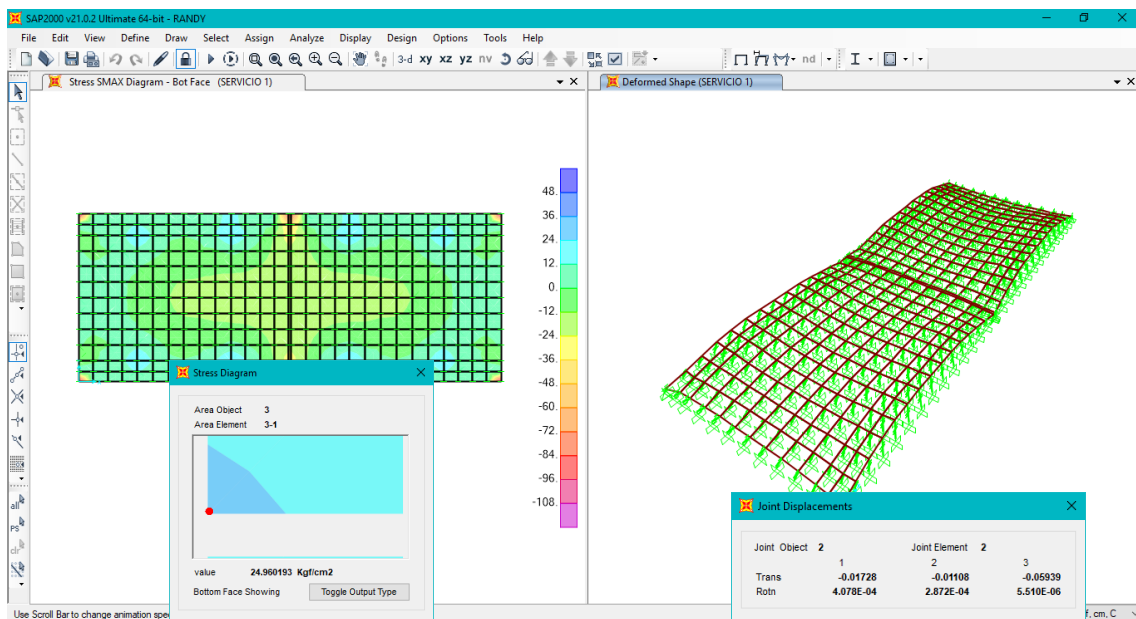 SAP2000 v21.0.2 Ultimate 64-bit - RANDY
File Edit View Define Draw Select Assign Analyze Display Design Options Tools Help
3-d xy xz yz nv nd
Stress SMAX Diagram - Bot Face (SERVICIO 1)
Deformed Shape (SERVICIO 1)
48.
36.
24.
12.
0.
-12.
-24.
-36.
-48.
-60.
-72.
-84.
-96.
-108.
all
PS
clr
Stress Diagram
Area Object 3
Area Element 3-1
value 24.960193 Kgf/cm2
Bottom Face Showing Toggle Output Type
Joint Displacements
Joint Object 2 Joint Element 2
1 2 3
Trans -0.01728 -0.01108 -0.05939
Rotn 4.078E-04 2.872E-04 5.510E-06
Use Scroll Bar to change animation spe
f, cm, C